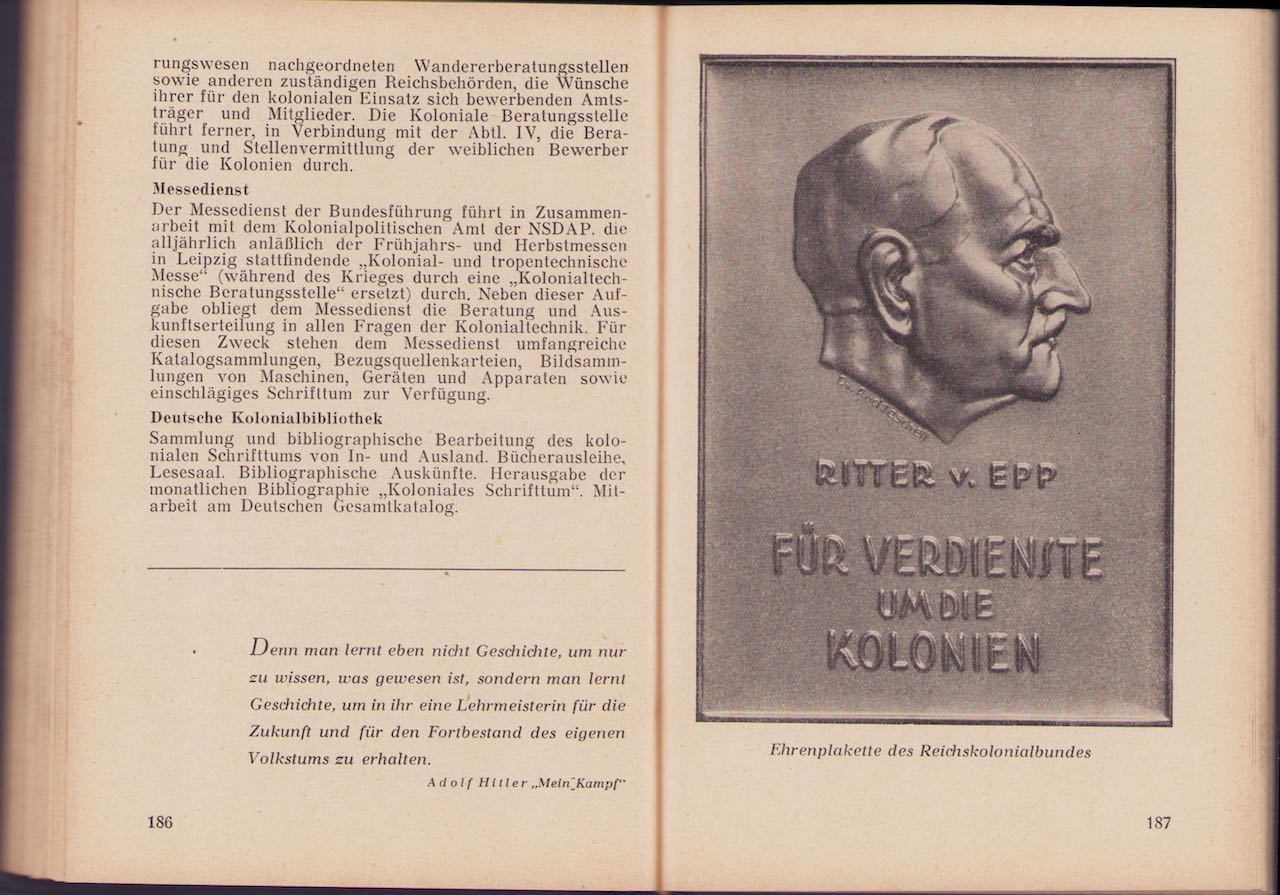 rungswesen nachgeordneten Wandererberatungsstellen
sowie anderen zuständigen Reichsbehörden, die Wünsche
ihrer für den kolonialen Einsatz sich bewerbenden Amts-
träger und Mitglieder. Die Koloniale Beratungsstelle
führt ferner, in Verbindung mit der Abtl. IV, die Bera-
tung und Stellenvermittlung der weiblichen Bewerber
für die Kolonien durch.
Messedienst
Der Messedienst der Bundesführung führt in Zusammen-
arbeit mit dem Kolonialpolitischen Amt der NSDAP. die
alljährlich anläßlich der Frühjahrs- und Herbstmessen
in Leipzig stattfindende „Kolonial- und tropentechnische
Messe“ (während des Krieges durch eine „Kolonialtech-
nische Beratungsstelle“ ersetzt) durch. Neben dieser Auf-
gabe obliegt dem Messedienst die Beratung und Aus-
kunftserteilung in allen Fragen der Kolonialtechnik. Für
diesen Zweck stehen dem Messedienst umfangreiche
Katalogsammlungen, Bezugsquellenkarteien, Bildsamm-
lungen von Maschinen, Geräten und Apparaten sowie
einschlägiges Schrifttum zur Verfügung.
Deutsche Kolonialbibliothek
Sammlung und bibliographische Bearbeitung des kolo-
nialen Schrifttums von In- und Ausland. Bücherausleihe,
Lesesaal. Bibliographische Auskünfte. Herausgabe der
monatlichen Bibliographie „Koloniales Schrifttum“. Mit-
arbeit am Deutschen Gesamtkatalog.
Denn man lernt eben nicht Geschichte, um nur
zu wissen, was gewesen ist, sondern man lernt
Geschichte, um in ihr eine Lehrmeisterin für die
Zukunft und für den Fortbestand des eigenen
Volkstums zu erhalten.
Adolf Hitler „Mein Kampf“
186
RITTER v. EPP
FÜR VERDIENSTE
UM DIE
KOLONIEN
Ehrenplakette des Reichskolonialbundes
187